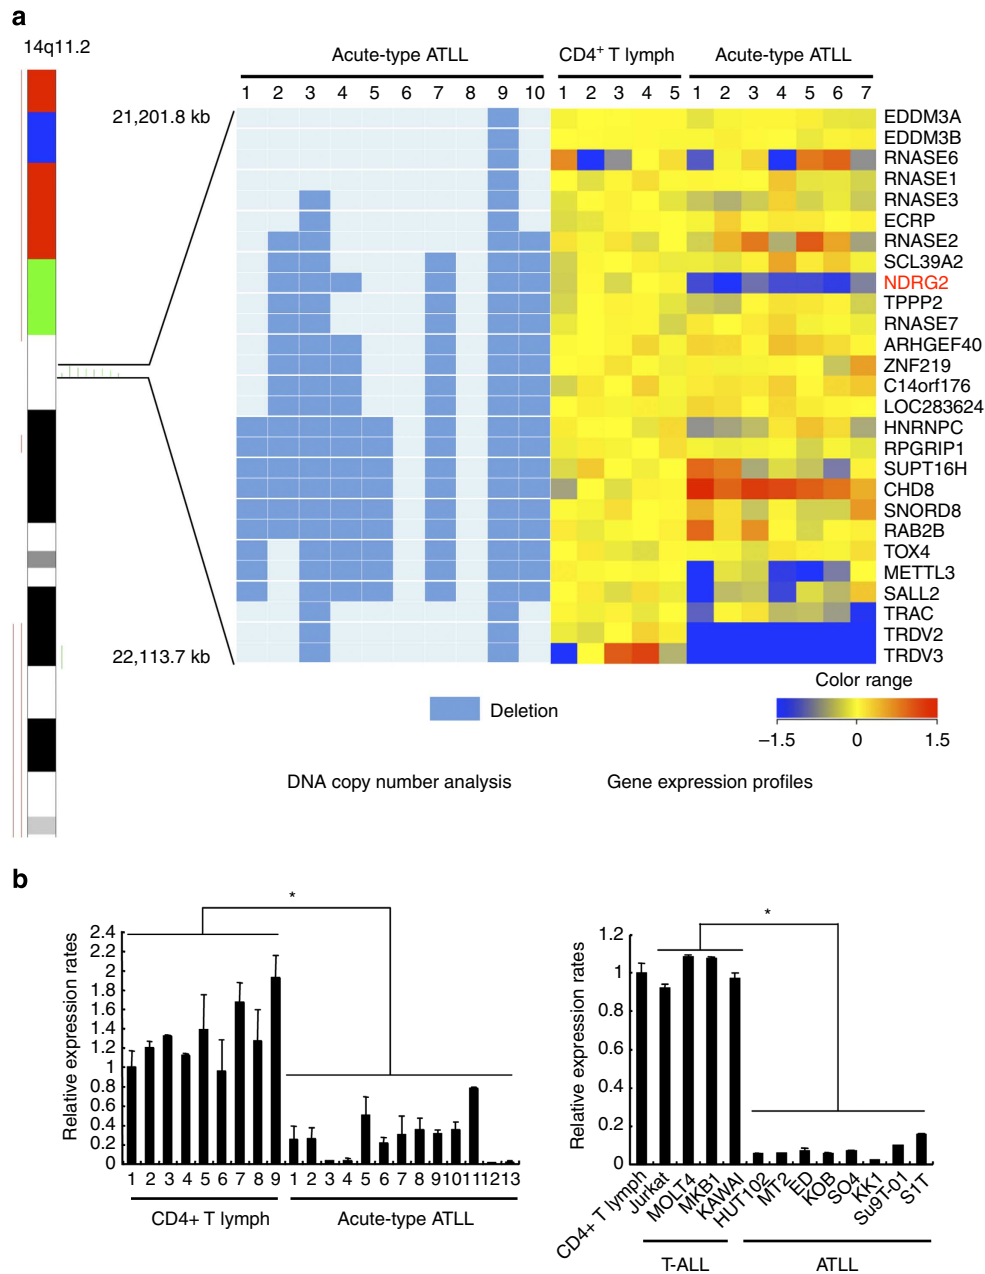 a
14q11.2
Acute-type ATLL
CD4+ T lymph
Acute-type ATLL
1 2 3 4 5 6 7 8 9 10
1 2 3 4 5
1 2 3 4 5 6 7
21,201.8 kb
EDDM3A
EDDM3B
RNASE6
RNASE1
RNASE3
ECRP
RNASE2
SCL39A2
NDRG2
TPPP2
RNASE7
ARHGEF40
ZNF219
C14orf176
LOC283624
HNRNPC
RPGRIP1
SUPT16H
CHD8
SNORD8
RAB2B
TOX4
METTL3
SALL2
TRAC
TRDV2
TRDV3
22,113.7 kb
Deletion
Color range
−1.5 0 1.5
DNA copy number analysis
Gene expression profiles
b
*
Relative expression rates
2.4
2.2
2
1.8
1.6
1.4
1.2
1
0.8
0.6
0.4
0.2
0
1 2 3 4 5 6 7 8 9
1 2 3 4 5 6 7 8 9 10 11 12 13
CD4+ T lymph
Acute-type ATLL
*
Relative expression rates
1.2
1
0.8
0.6
0.4
0.2
0
CD4+ T lymph
Jurkat
MOLT4
MKB1
KAWAI
HUT102
MT2
ED
KOB
SO4
KK1
Su9T-01
S1T
T-ALL
ATLL